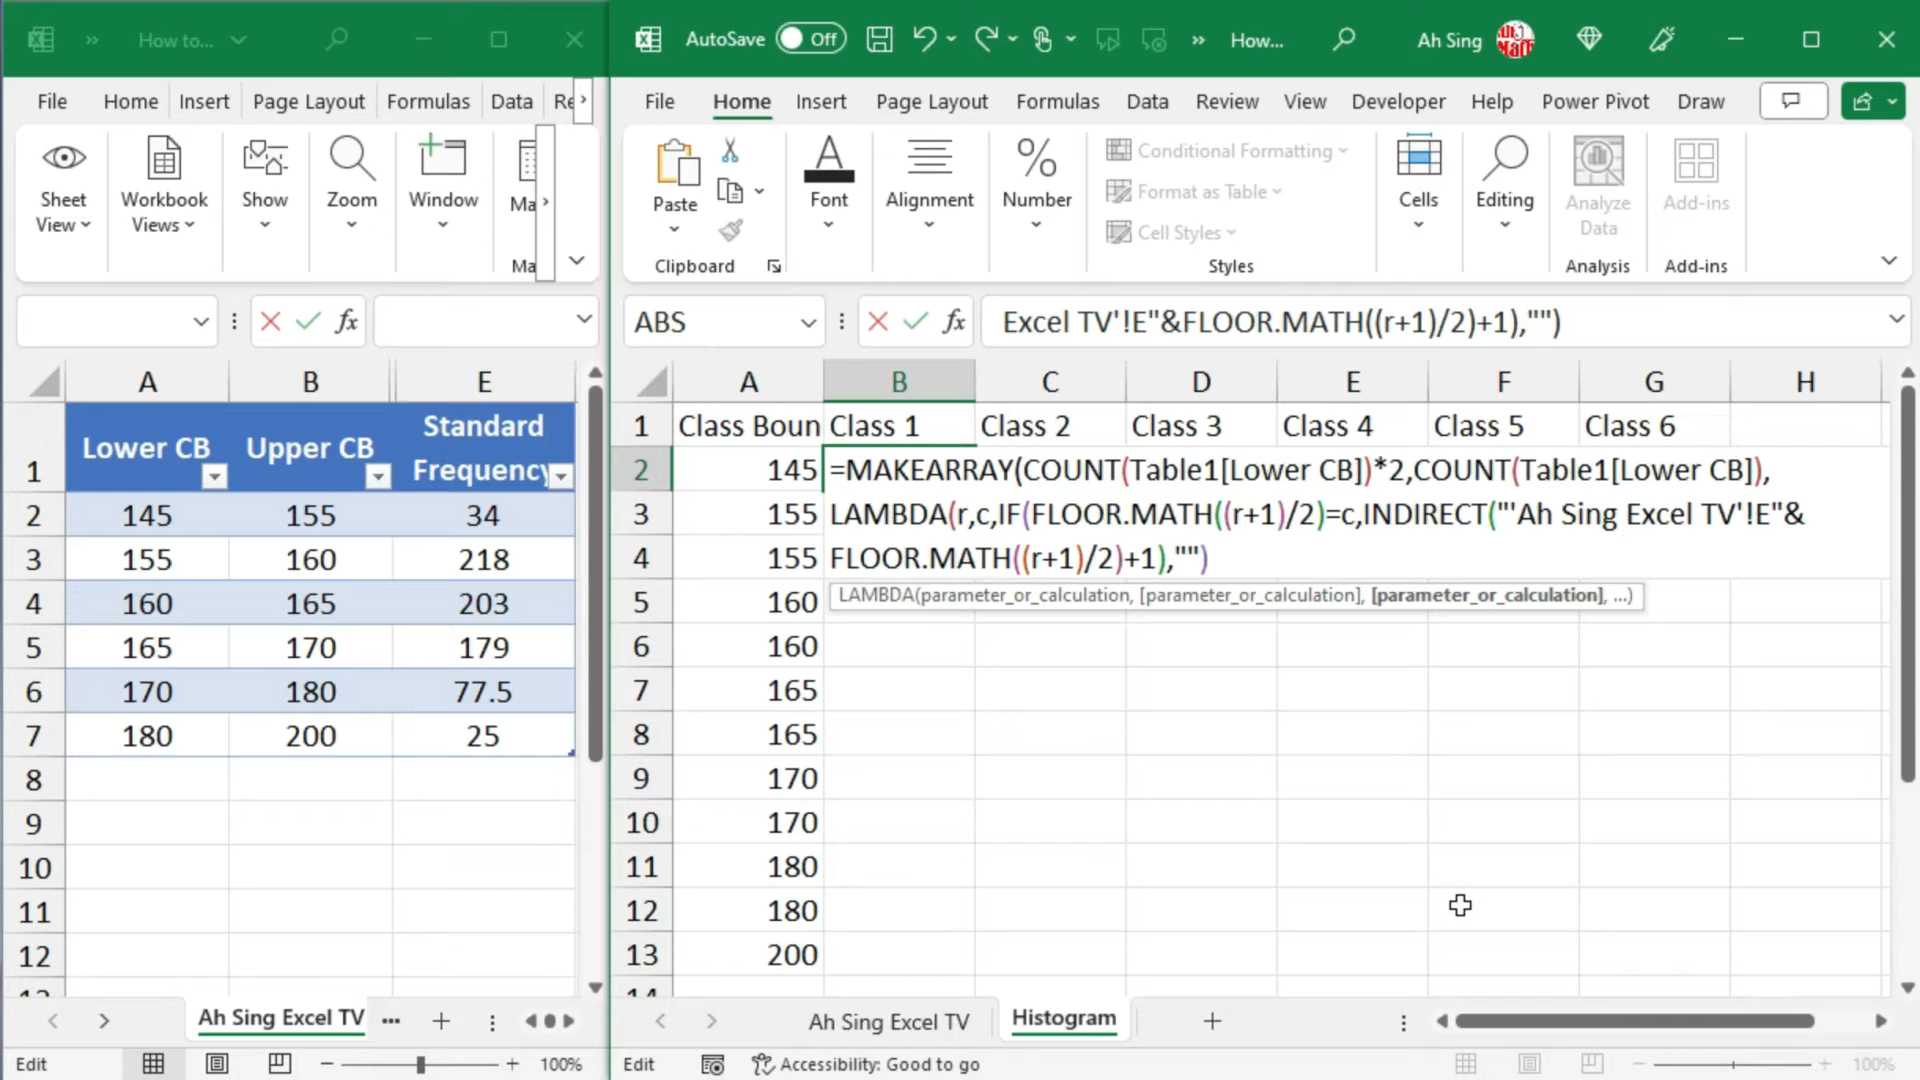 How to...
File Home Insert Page Layout Formulas Data Re
Sheet View
Workbook Views
Show
Zoom
Window
Ma
Ma
fx
A B E
1 Lower CB Upper CB Standard Frequency
2 145 155 34
3 155 160 218
4 160 165 203
5 165 170 179
6 170 180 77.5
7 180 200 25
8
9
10
11
12
13
Ah Sing Excel TV ...
Edit 100%
AutoSave Off How... Ah Sing
File Home Insert Page Layout Formulas Data Review View Developer Help Power Pivot Draw
Paste
Clipboard
Font
Alignment
Number
Conditional Formatting
Format as Table
Cell Styles
Styles
Cells
Editing
Analyze Data
Analysis
Add-ins
Add-ins
ABS fx Excel TV'!E"&FLOOR.MATH((r+1)/2)+1),"")
A B C D E F G H
1 Class Boun Class 1 Class 2 Class 3 Class 4 Class 5 Class 6
2 145 =MAKEARRAY(COUNT(Table1[Lower CB])*2,COUNT(Table1[Lower CB]),
3 155 LAMBDA(r,c,IF(FLOOR.MATH((r+1)/2)=c,INDIRECT("'Ah Sing Excel TV'!E"&
4 155 FLOOR.MATH((r+1)/2)+1),"")
5 160 LAMBDA(parameter_or_calculation, [parameter_or_calculation], [parameter_or_calculation], ...)
6 160
7 165
8 165
9 170
10 170
11 180
12 180
13 200
14
Ah Sing Excel TV Histogram
Edit Accessibility: Good to go 100%